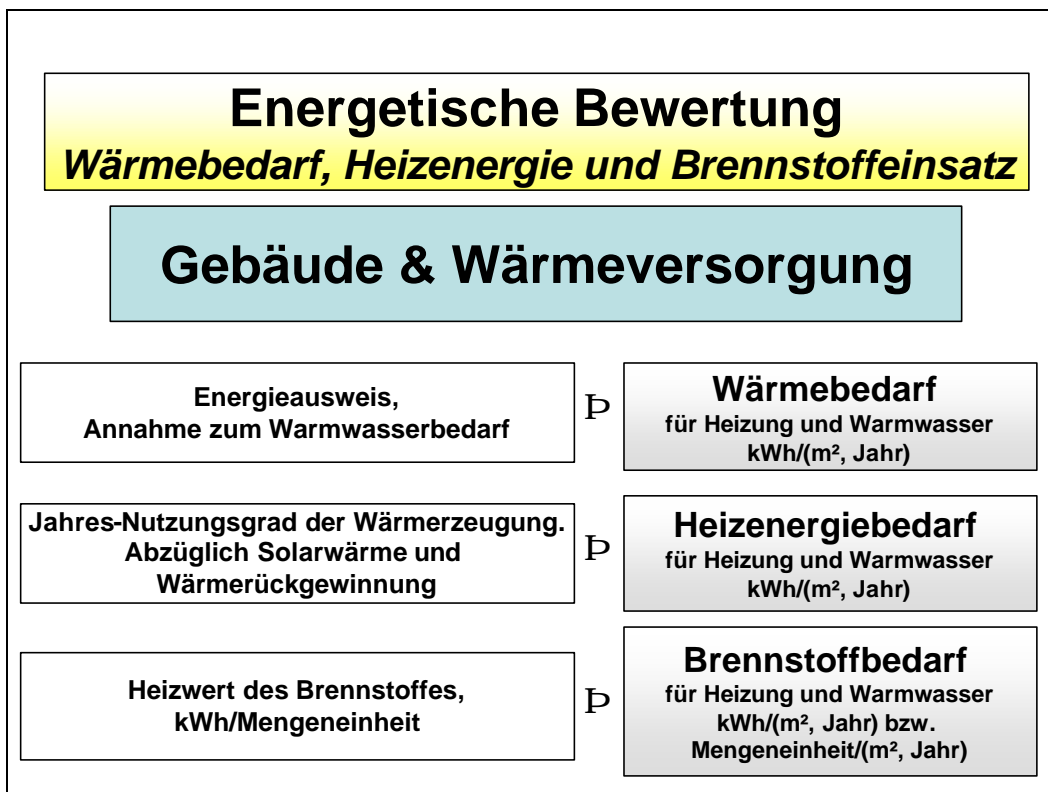 Energetische Bewertung
Wärmebedarf, Heizenergie und Brennstoffeinsatz
Gebäude & Wärmeversorgung
Energieausweis,
Annahme zum Warmwasserbedarf
Þ
Wärmebedarf
für Heizung und Warmwasser
kWh/(m², Jahr)
Jahres-Nutzungsgrad der Wärmerzeugung.
Abzüglich Solarwärme und
Wärmerückgewinnung
Þ
Heizenergiebedarf
für Heizung und Warmwasser
kWh/(m², Jahr)
Heizwert des Brennstoffes,
kWh/Mengeneinheit
Þ
Brennstoffbedarf
für Heizung und Warmwasser
kWh/(m², Jahr) bzw.
Mengeneinheit/(m², Jahr)